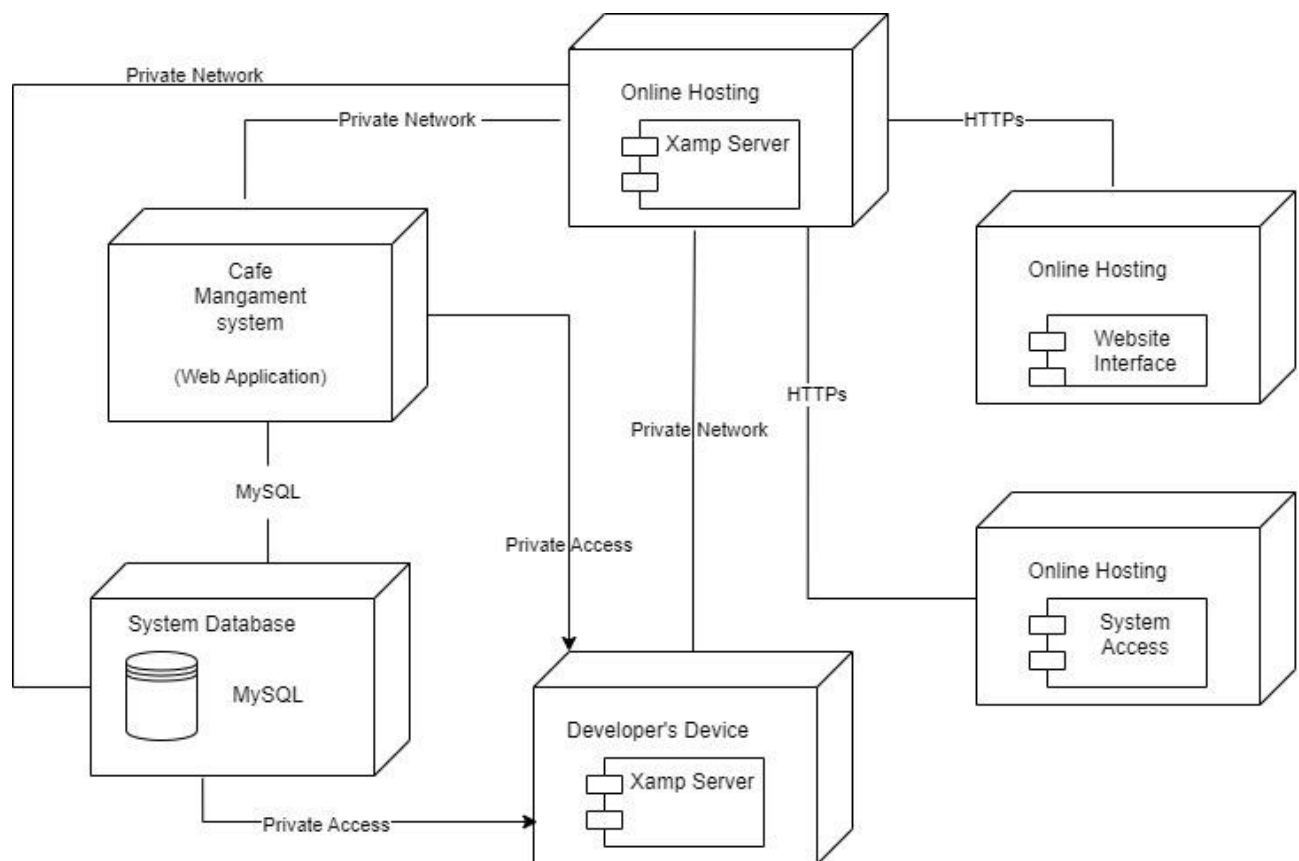 Private Network
Online Hosting
Private Network
HTTPs
Xamp Server
Cafe
Mangament
system
(Web Application)
Online Hosting
Website
Interface
HTTPs
Private Network
MySQL
Private Access
Online Hosting
System
Access
System Database
MySQL
Developer's Device
Xamp Server
Private Access